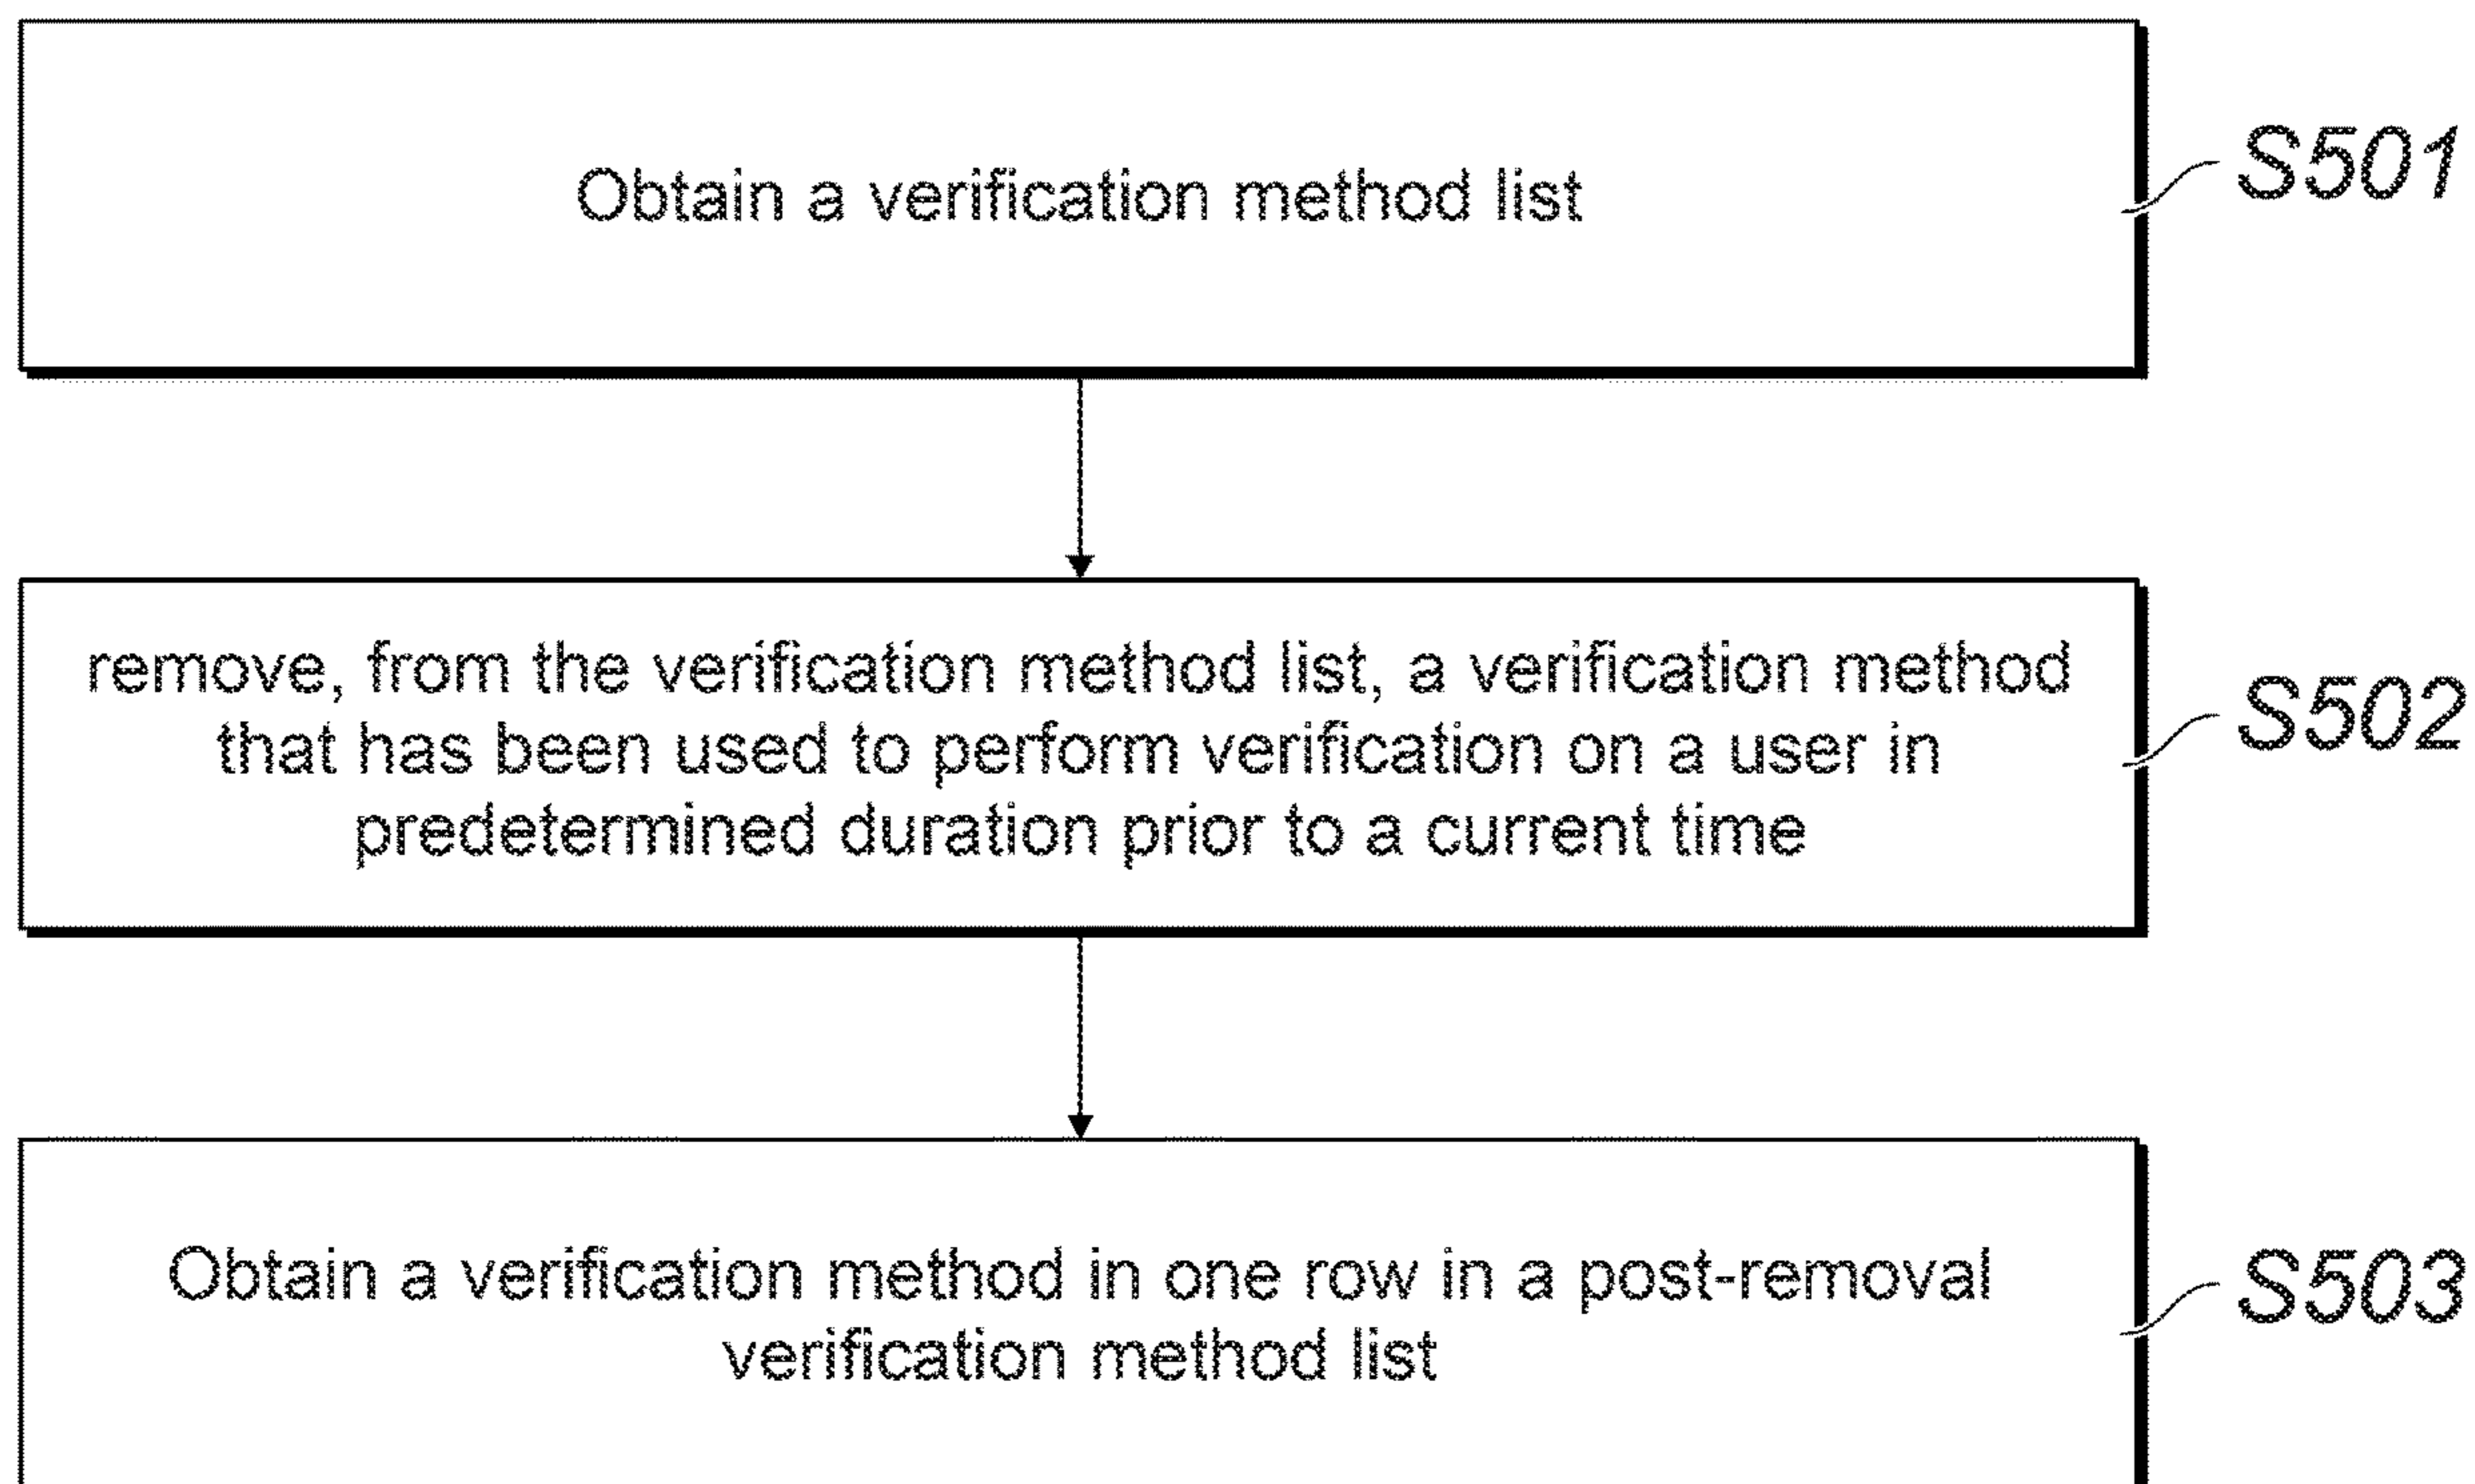 Obtain a verification method list
S501
remove, from the verification method list, a verification method
that has been used to perform verification on a user in
predetermined duration prior to a current time
S502
Obtain a verification method in one row in a post-removal
verification method list
S503